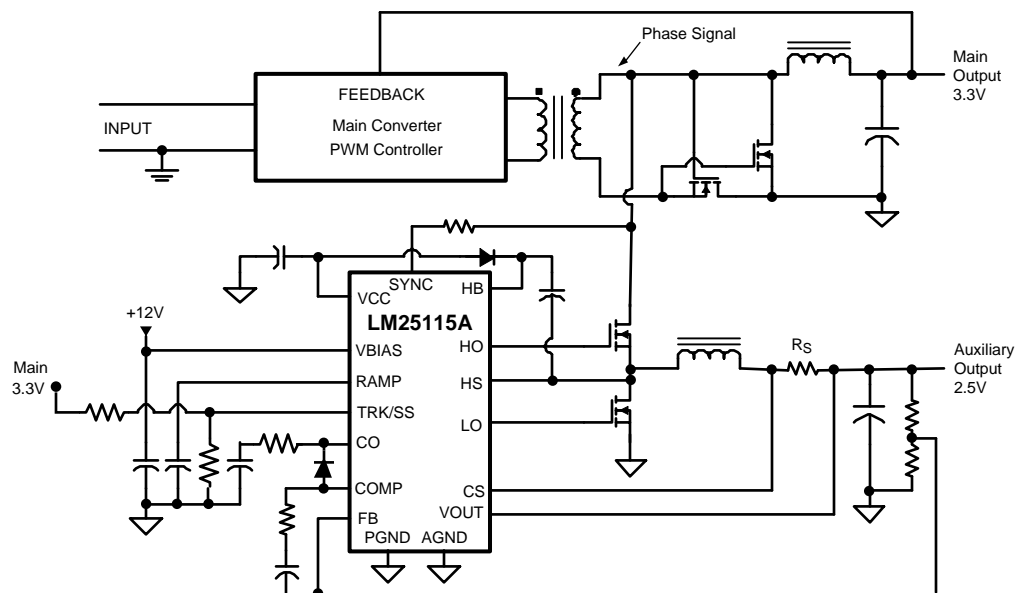 Phase Signal
FEEDBACK
Main Converter
PWM Controller
INPUT
Main
Output
3.3V
SYNC
HB
VCC
LM25115A
+12V
VBIAS
HO
RAMP
HS
Main
3.3V
TRK/SS
LO
CO
COMP
CS
FB
VOUT
PGND
AGND
RS
Auxiliary
Output
2.5V